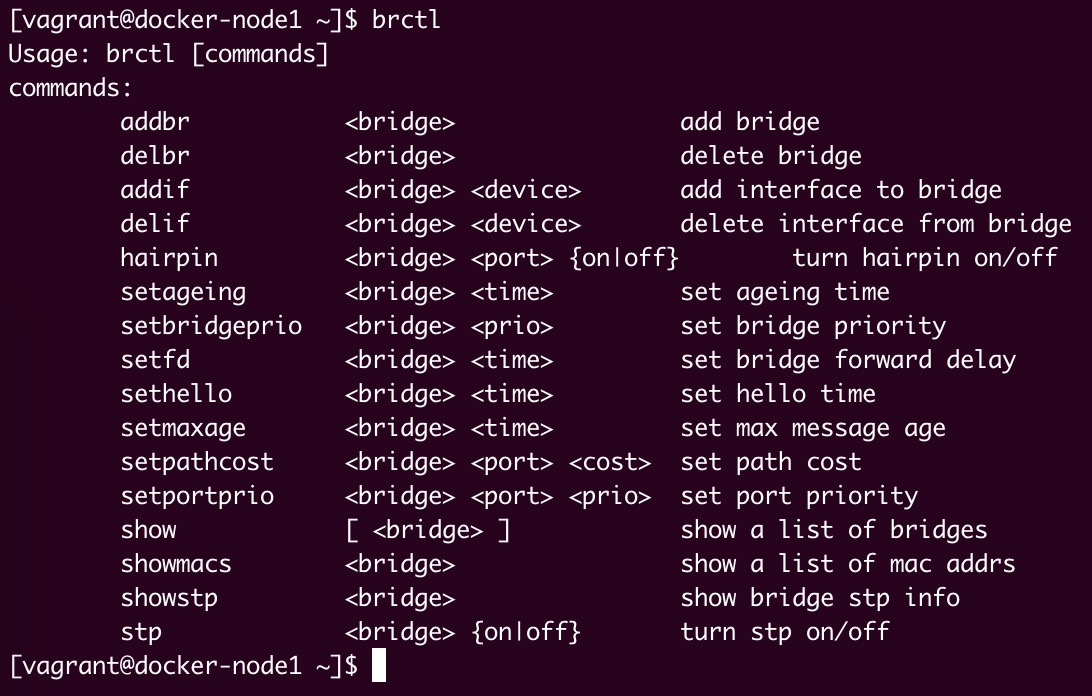 [vagrant@docker-node1 ~]$ brctl
Usage: brctl [commands]
commands:
        addbr           <bridge>                add bridge
        delbr           <bridge>                delete bridge
        addif           <bridge> <device>       add interface to bridge
        delif           <bridge> <device>       delete interface from bridge
        hairpin         <bridge> <port> {on|off}        turn hairpin on/off
        setageing       <bridge> <time>         set ageing time
        setbridgeprio   <bridge> <prio>         set bridge priority
        setfd           <bridge> <time>         set bridge forward delay
        sethello        <bridge> <time>         set hello time
        setmaxage       <bridge> <time>         set max message age
        setpathcost     <bridge> <port> <cost>  set path cost
        setportprio     <bridge> <port> <prio>  set port priority
        show            [ <bridge> ]            show a list of bridges
        showmacs        <bridge>                show a list of mac addrs
        showstp         <bridge>                show bridge stp info
        stp             <bridge> {on|off}       turn stp on/off
[vagrant@docker-node1 ~]$